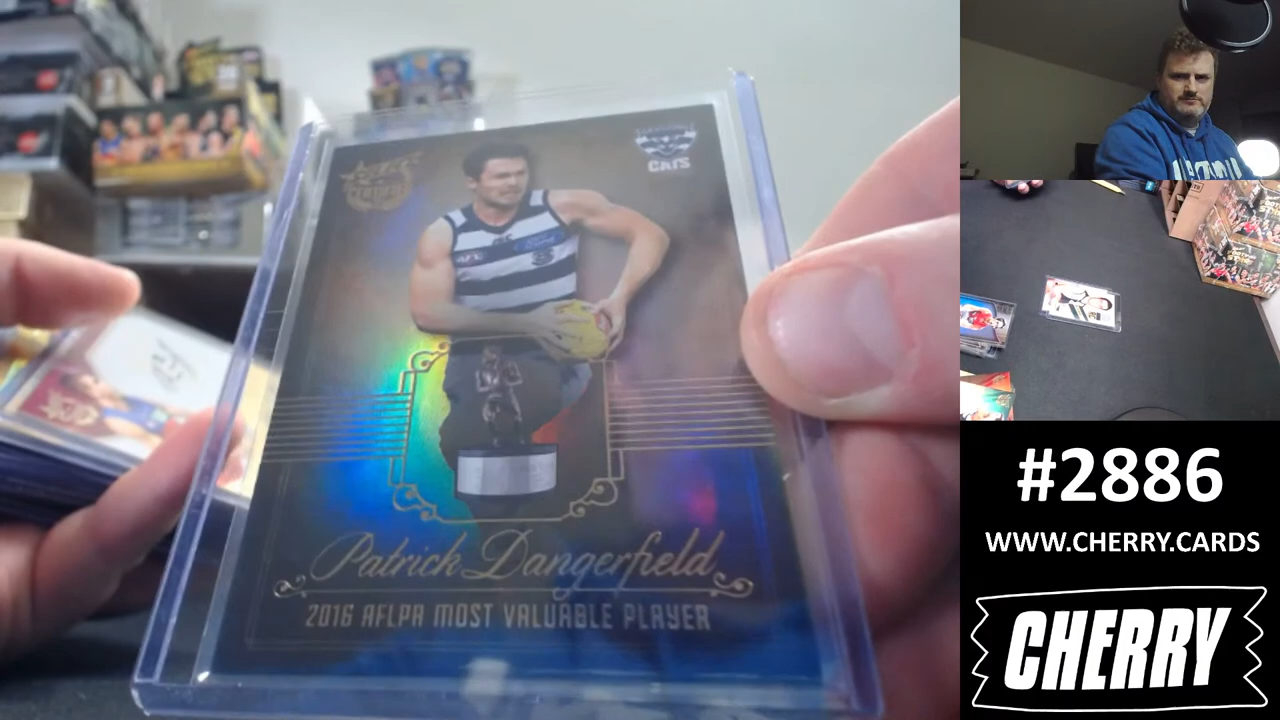 CATS
Patrick Dangerfield
2016 AFLPA MOST VALUABLE PLAYER
#2886
WWW.CHERRY.CARDS
CHERRY